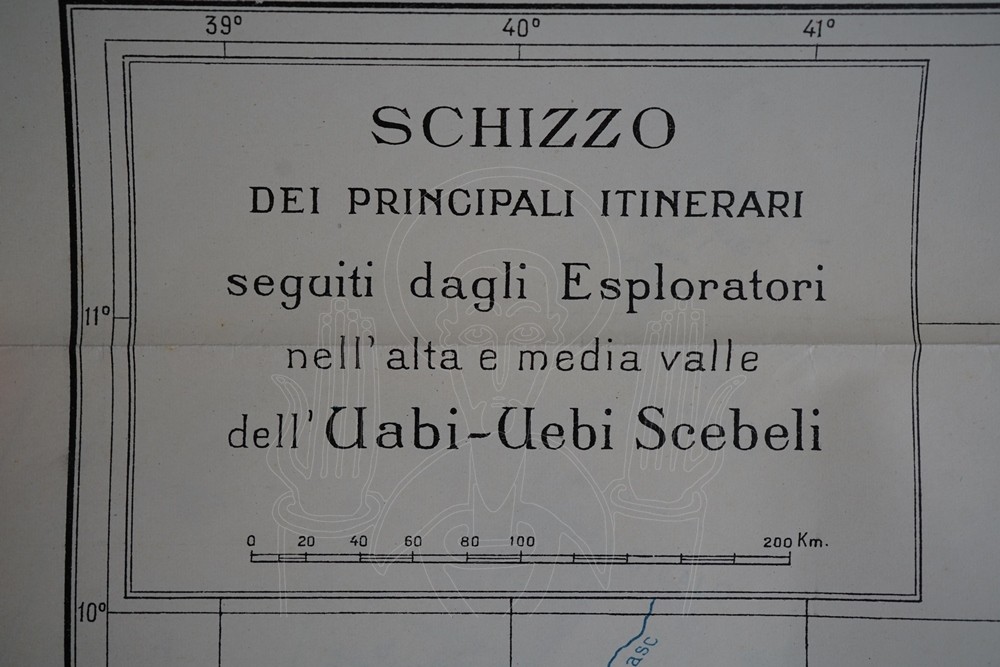 39° 40° 41°
SCHIZZO
DEI PRINCIPALI ITINERARI
seguiti dagli Esploratori
11°
nell'alta e media valle
dell'Uabi-Uebi Scebeli
0 20 40 60 80 100 200 Km.
10°
asc